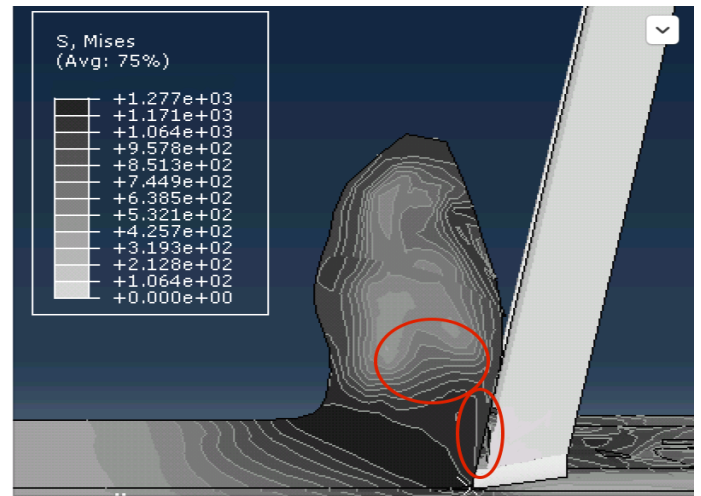 S, Mises
(Avg: 75%)
+1.277e+03
+1.171e+03
+1.064e+03
+9.578e+02
+8.513e+02
+7.449e+02
+6.385e+02
+5.321e+02
+4.257e+02
+3.193e+02
+2.128e+02
+1.064e+02
+0.000e+00